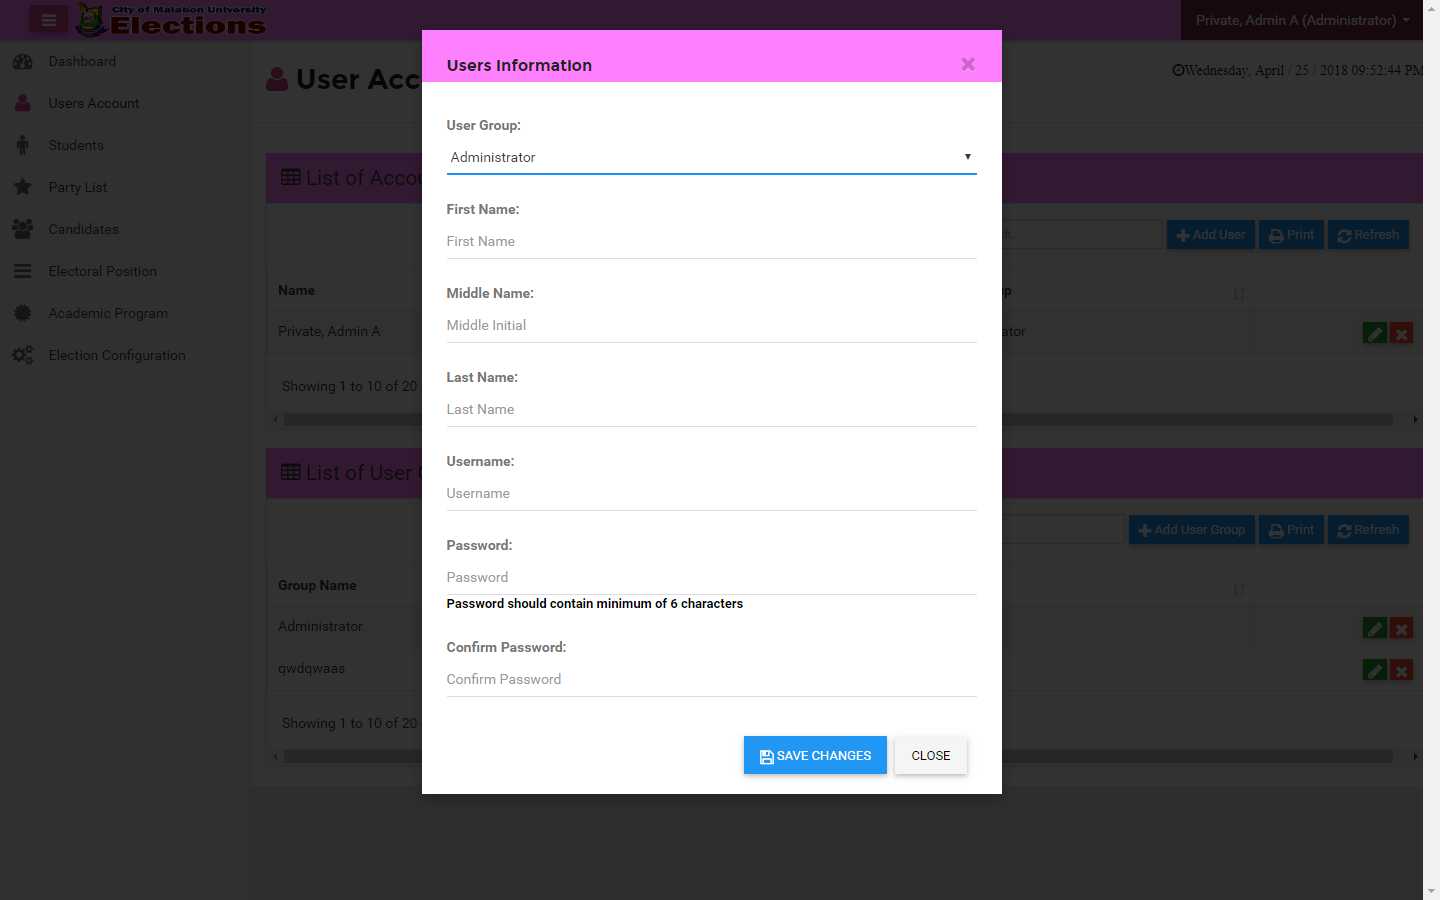 City of Malabon University
Elections
Private, Admin A (Administrator)
Dashboard
Users Account
Students
Party List
Candidates
Electoral Position
Academic Program
Election Configuration
User Acc
Wednesday, April / 25 / 2018 09:52:44 PM
List of Accou
Add User
Print
Refresh
Name
Private, Admin A
ator
Showing 1 to 10 of 20
List of User
Add User Group
Print
Refresh
Group Name
Administrator
qwdqwaas
Showing 1 to 10 of 20
Users Information
×
User Group:
Administrator
First Name:
First Name
Middle Name:
Middle Initial
Last Name:
Last Name
Username:
Username
Password:
Password
Password should contain minimum of 6 characters
Confirm Password:
Confirm Password
SAVE CHANGES
CLOSE